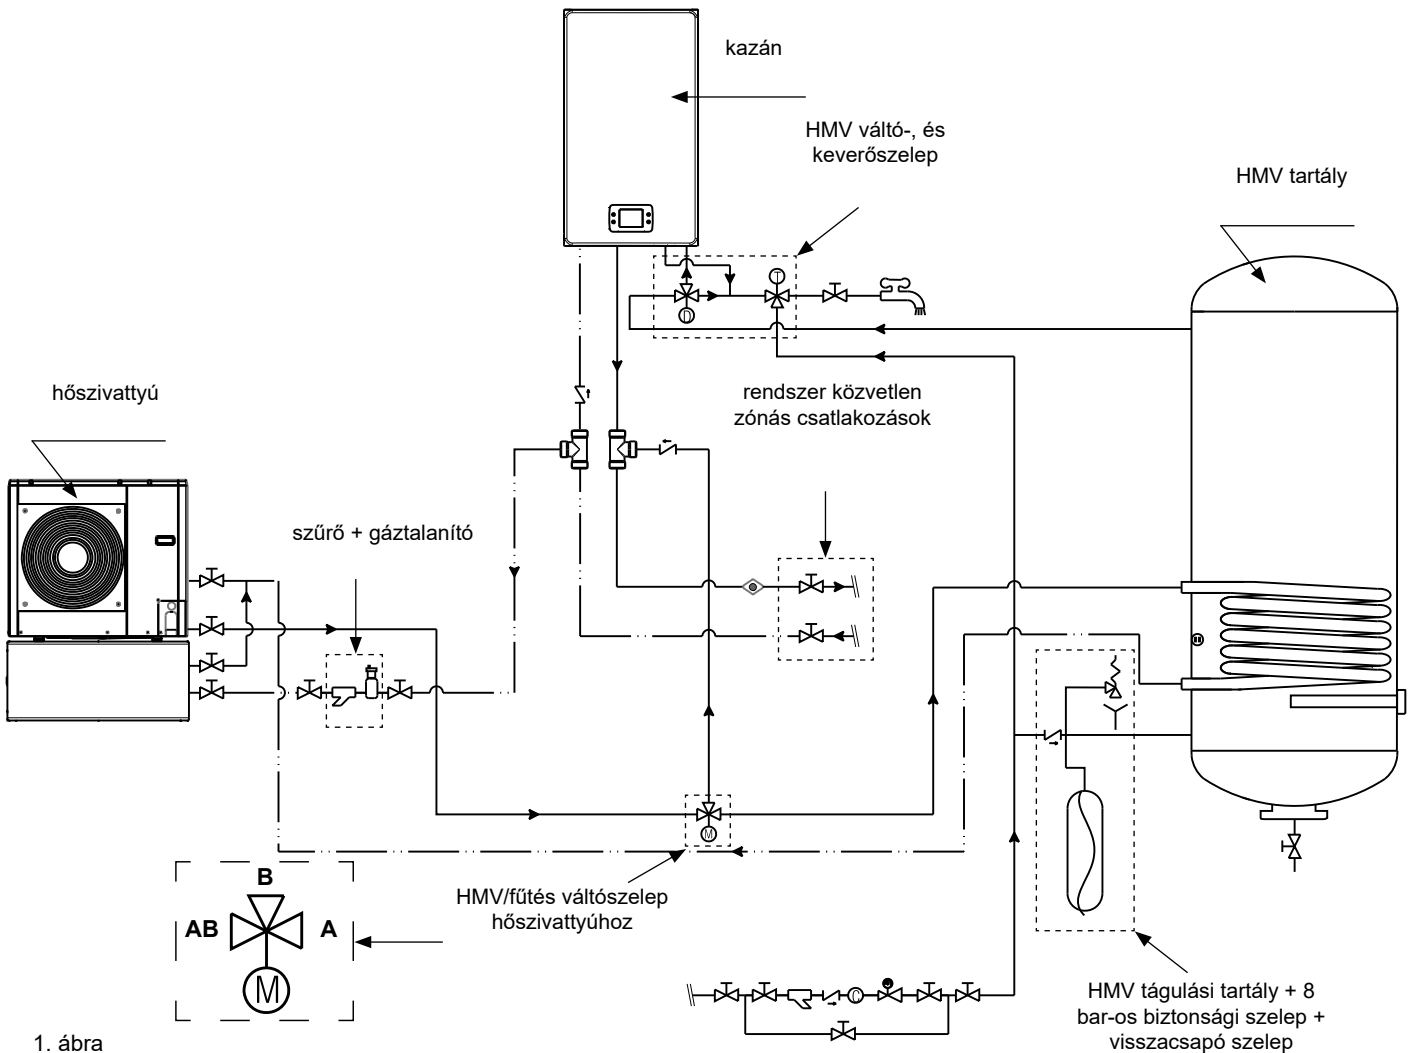 kazán
HMV váltó-, és
keverőszelep
HMV tartály
T
D
hőszivattyú
rendszer közvetlen
zónás csatlakozások
szűrő + gáztalanító
M
B
AB
A
M
HMV/fűtés váltószelep
hőszivattyúhoz
C
HMV tágulási tartály + 8
bar-os biztonsági szelep +
visszacsapó szelep
1. ábra